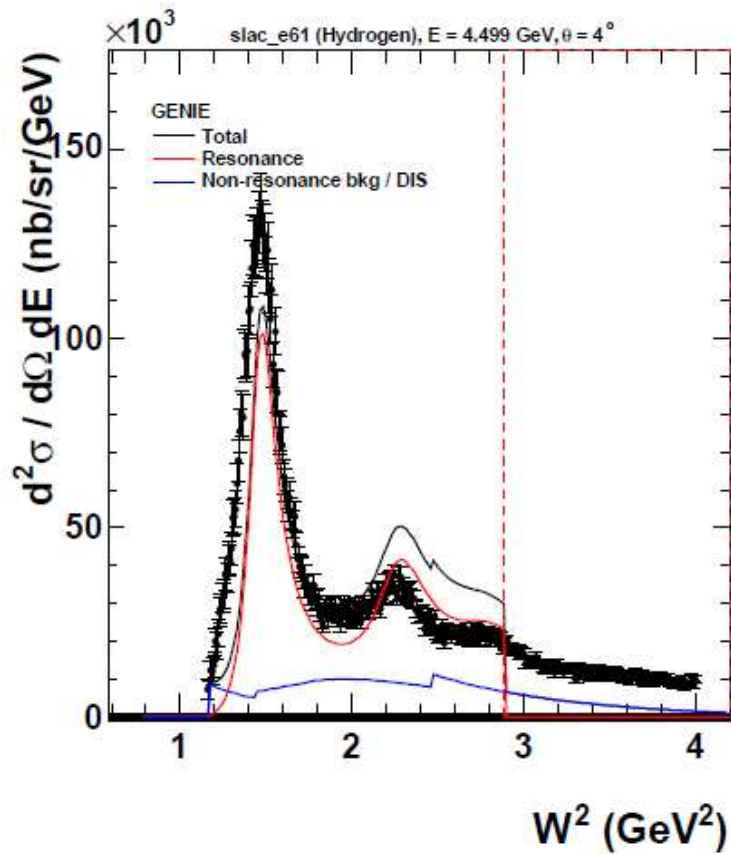 ×10³
slac_e61 (Hydrogen), E = 4.499 GeV, θ = 4°
GENIE
Total
Resonance
Non-resonance bkg / DIS
150
100
50
0
d²σ / dΩ dE (nb/sr/GeV)
1 2 3 4
W² (GeV²)